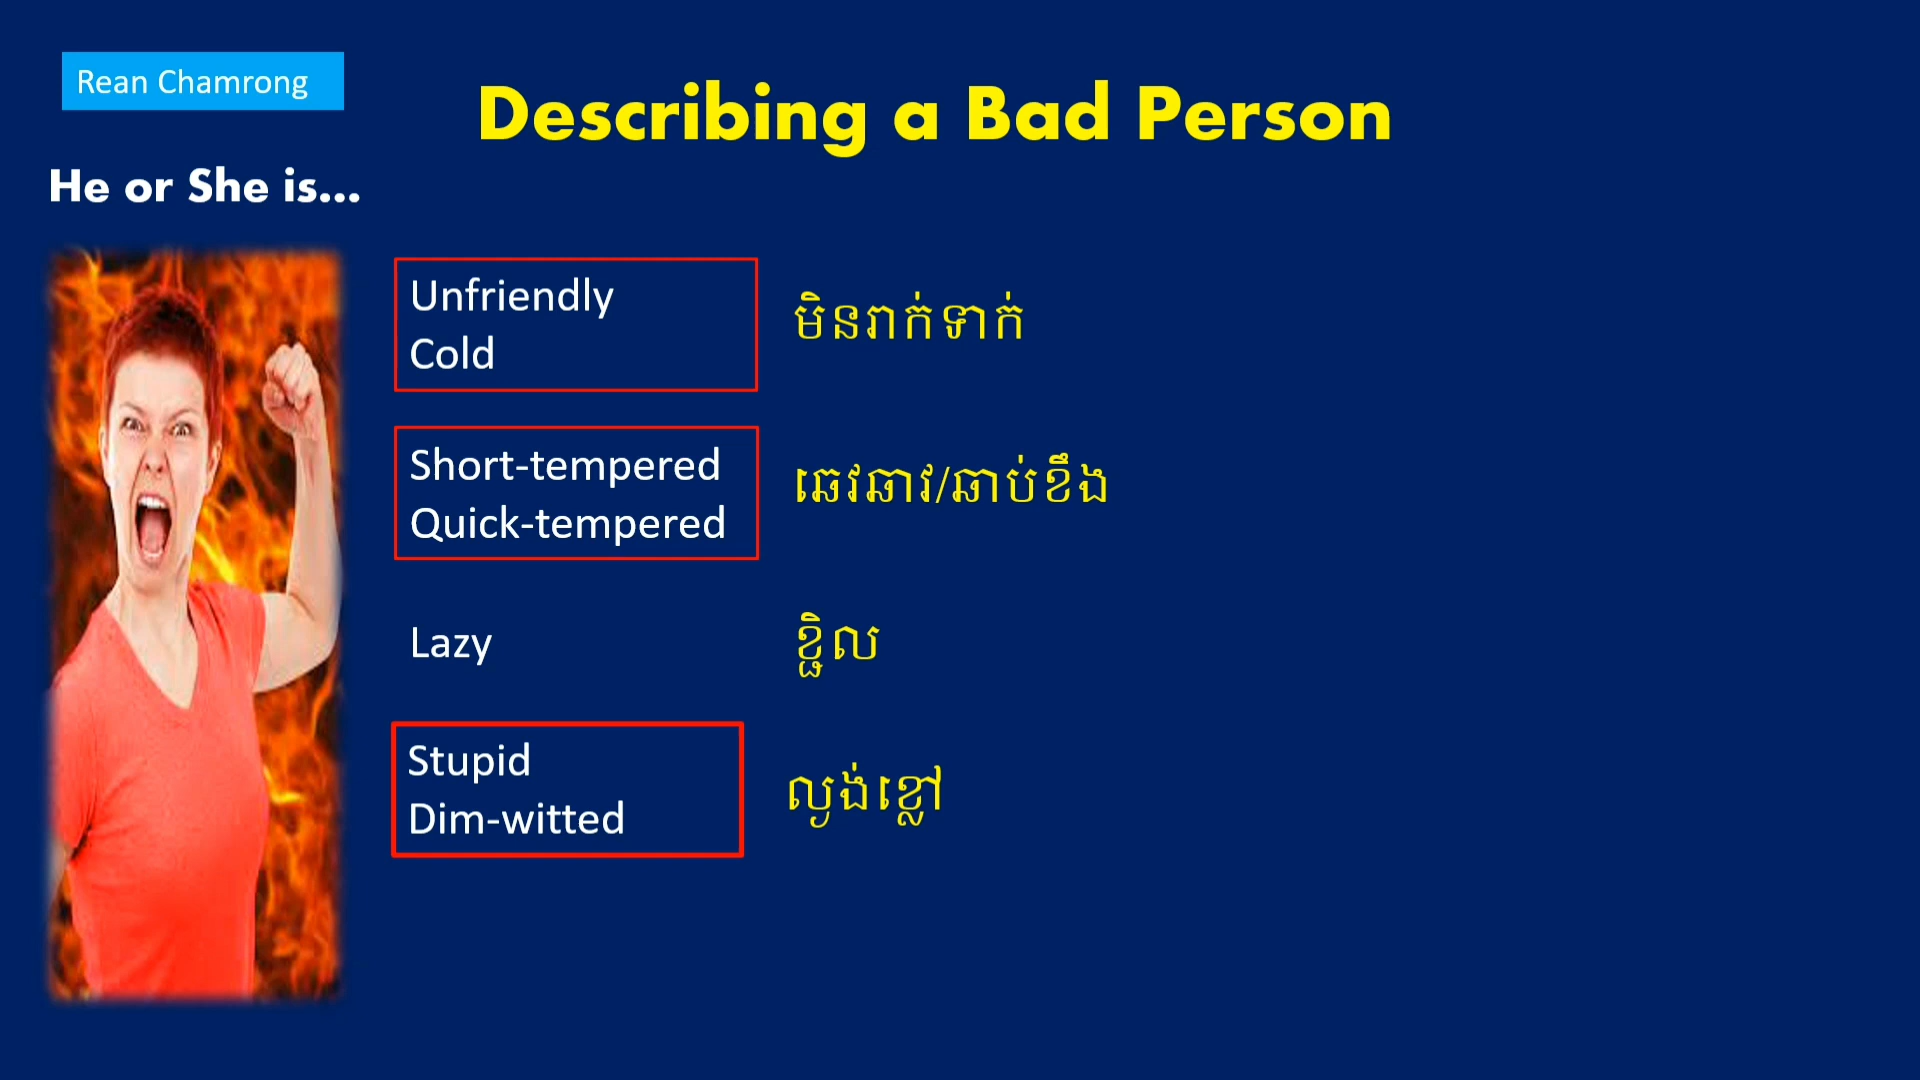 Rean Chamrong
Describing a Bad Person
He or She is...
Unfriendly
Cold
មិនរាក់ទាក់
Short-tempered
Quick-tempered
ឆេវឆាវ/ឆាប់ខឹង
Lazy
ខ្ជិល
Stupid
Dim-witted
ល្ងង់ខ្លៅ